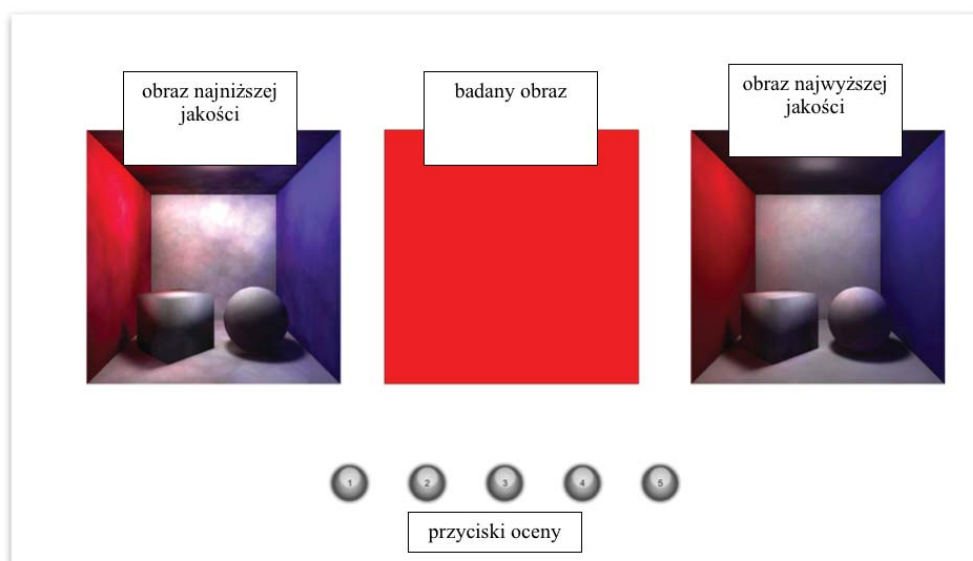 obraz najniższej
jakości
badany obraz
obraz najwyższej
jakości
1 2 3 4 5
przyciski oceny